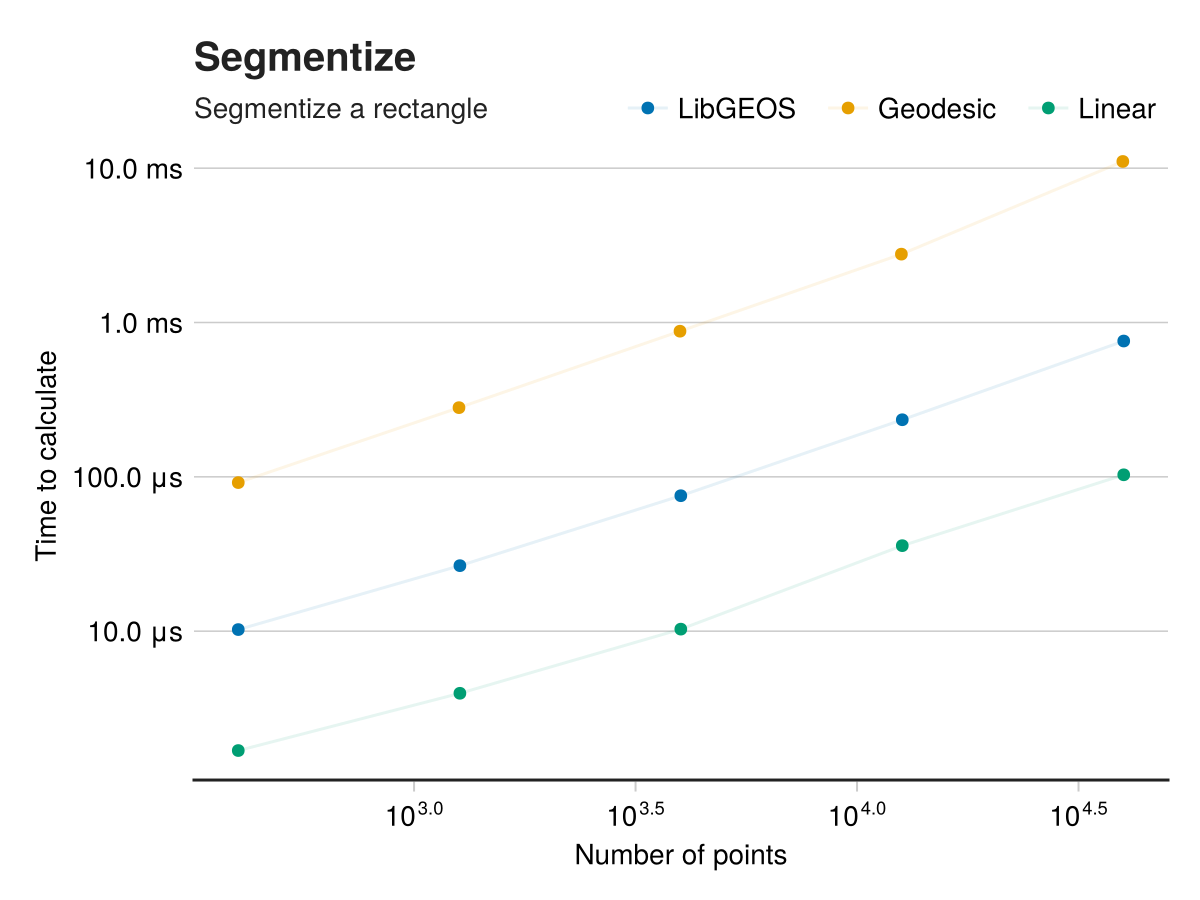 Segmentize
Segmentize a rectangle
LibGEOS
Geodesic
Linear
10.0 ms
1.0 ms
100.0 μs
10.0 μs
Time to calculate
10^3.0
10^3.5
10^4.0
10^4.5
Number of points